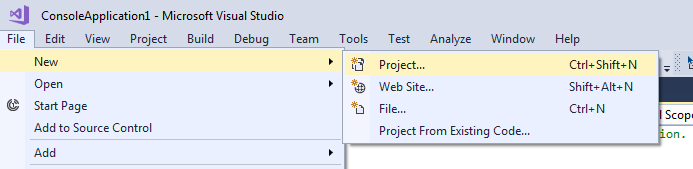 ConsoleApplication1 - Microsoft Visual Studio
File Edit View Project Build Debug Team Tools Test Analyze Window Help
New
Project... Ctrl+Shift+N
Open
Web Site... Shift+Alt+N
Start Page
File... Ctrl+N
Add to Source Control
Project From Existing Code...
Add
l Scope
ion.